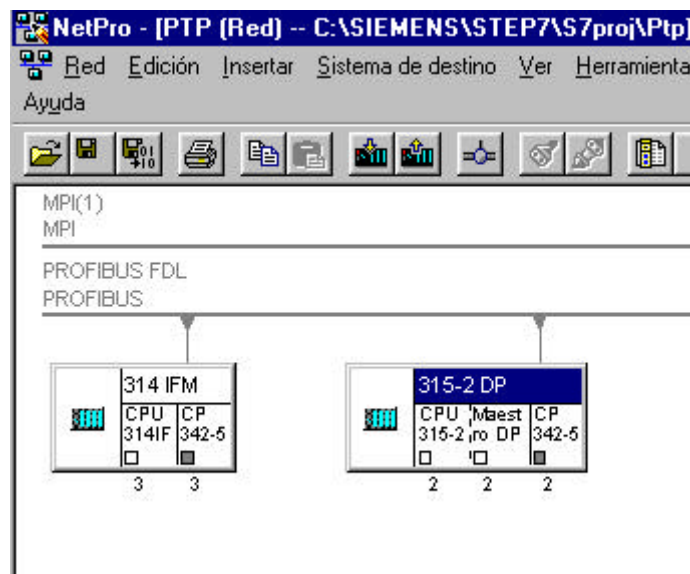 NetPro - [PTP (Red) -- C:\SIEMENS\STEP7\S7proj\Ptp]
Red Edición Insertar Sistema de destino Ver Herramienta
Ayuda
MPI(1)
MPI
PROFIBUS FDL
PROFIBUS
314 IFM
CPU CP
314IF 342-5
3 3
315-2 DP
CPU Maest CP
315-2 ro DP 342-5
2 2 2